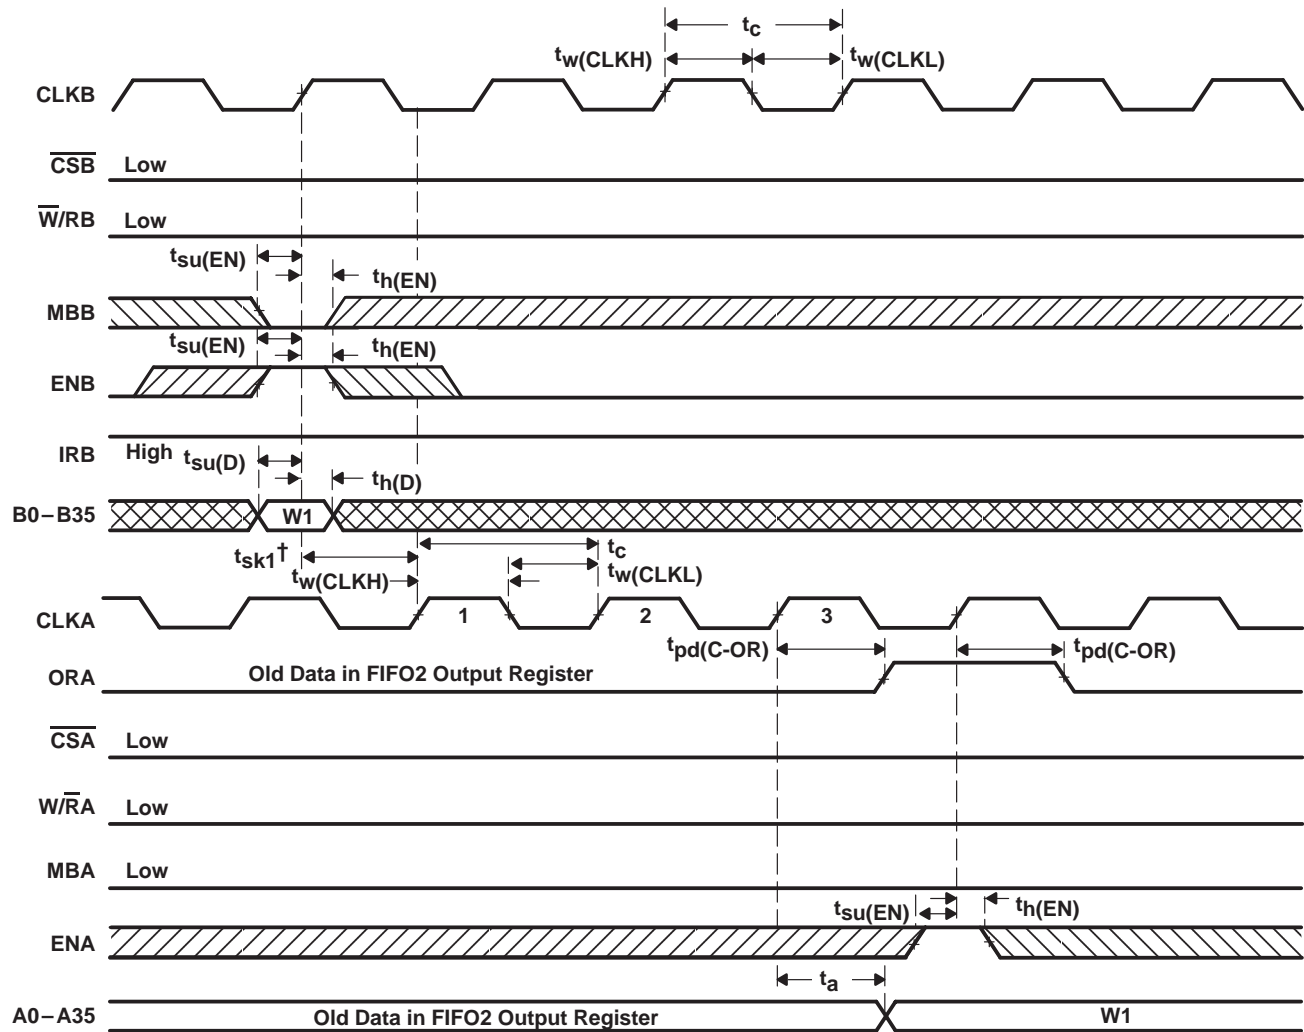 tc
tw(CLKH)
tw(CLKL)
CLKB
CSB Low
W/RB Low
tsu(EN)
th(EN)
MBB
tsu(EN)
th(EN)
ENB
IRB High
tsu(D)
th(D)
B0–B35 W1
tsk1†
tc
tw(CLKH)
tw(CLKL)
CLKA 1 2 3
tpd(C-OR)
tpd(C-OR)
ORA Old Data in FIFO2 Output Register
CSA Low
W/RA Low
MBA Low
tsu(EN)
th(EN)
ENA
ta
A0–A35 Old Data in FIFO2 Output Register W1